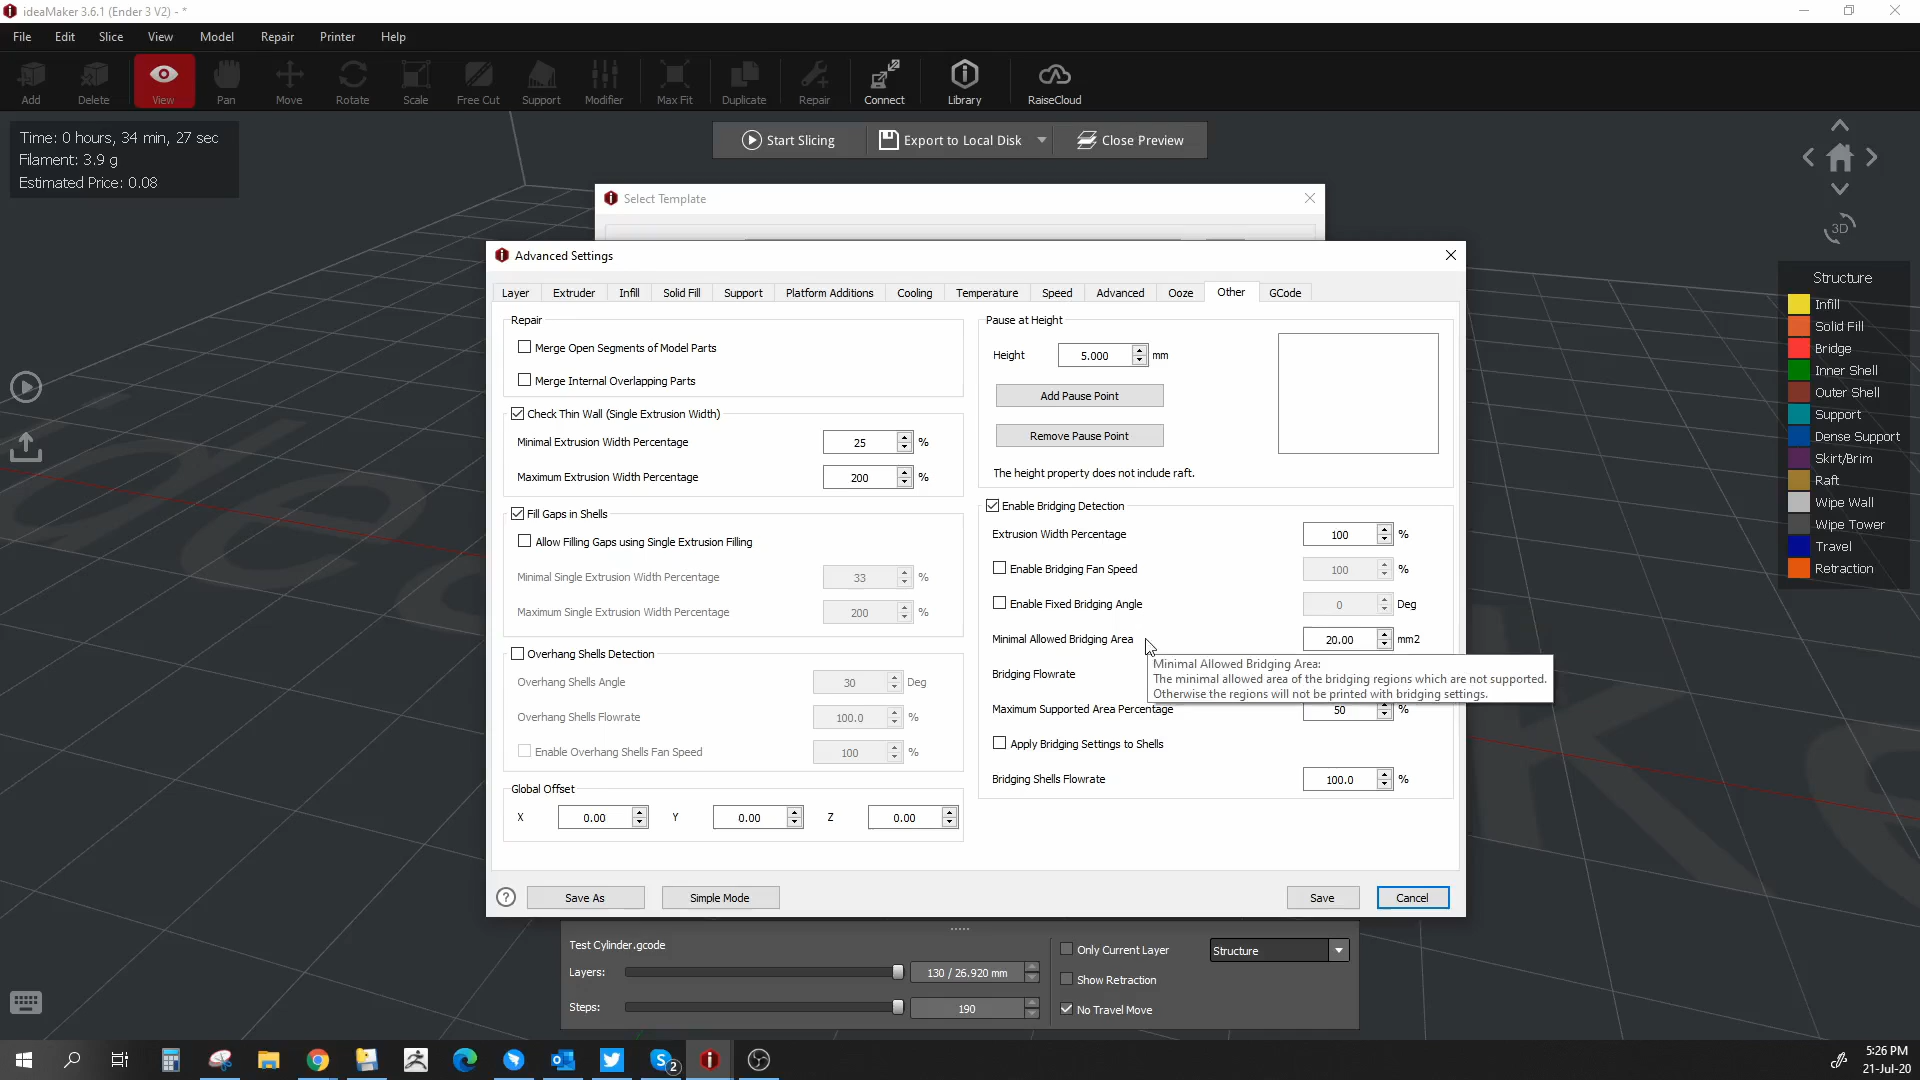 ideaMaker 3.6.1 (Ender 3 V2) - *
File Edit Slice View Model Repair Printer Help
Add Delete View Pan Move Rotate Scale Free Cut Support Modifier Max Fit Duplicate Repair Connect Library RaiseCloud
Time: 0 hours, 34 min, 27 sec
Filament: 3.9 g
Estimated Price: 0.08
Start Slicing Export to Local Disk Close Preview
3D
Select Template
Advanced Settings
Layer Extruder Infill Solid Fill Support Platform Additions Cooling Temperature Speed Advanced Ooze Other GCode
Repair
Merge Open Segments of Model Parts
Merge Internal Overlapping Parts
Check Thin Wall (Single Extrusion Width)
Minimal Extrusion Width Percentage 25 %
Maximum Extrusion Width Percentage 200 %
Fill Gaps in Shells
Allow Filling Gaps using Single Extrusion Filling
Minimal Single Extrusion Width Percentage 33 %
Maximum Single Extrusion Width Percentage 200 %
Overhang Shells Detection
Overhang Shells Angle 30 Deg
Overhang Shells Flowrate 100.0 %
Enable Overhang Shells Fan Speed 100 %
Global Offset
X 0.00 Y 0.00 Z 0.00
Pause at Height
Height 5.000 mm
Add Pause Point
Remove Pause Point
The height property does not include raft.
Enable Bridging Detection
Extrusion Width Percentage 100 %
Enable Bridging Fan Speed 100 %
Enable Fixed Bridging Angle 0 Deg
Minimal Allowed Bridging Area 20.00 mm2
Minimal Allowed Bridging Area:
The minimal allowed area of the bridging regions which are not supported.
Otherwise the regions will not be printed with bridging settings.
Bridging Flowrate
Maximum Supported Area Percentage 50 %
Apply Bridging Settings to Shells
Bridging Shells Flowrate 100.0 %
? Save As Simple Mode Save Cancel
Structure
Infill
Solid Fill
Bridge
Inner Shell
Outer Shell
Support
Dense Support
Skirt/Brim
Raft
Wipe Wall
Wipe Tower
Travel
Retraction
Test Cylinder.gcode
Layers: 130 / 26.920 mm
Steps: 190
Only Current Layer Structure
Show Retraction
No Travel Move
2
5:26 PM
21-Jul-20